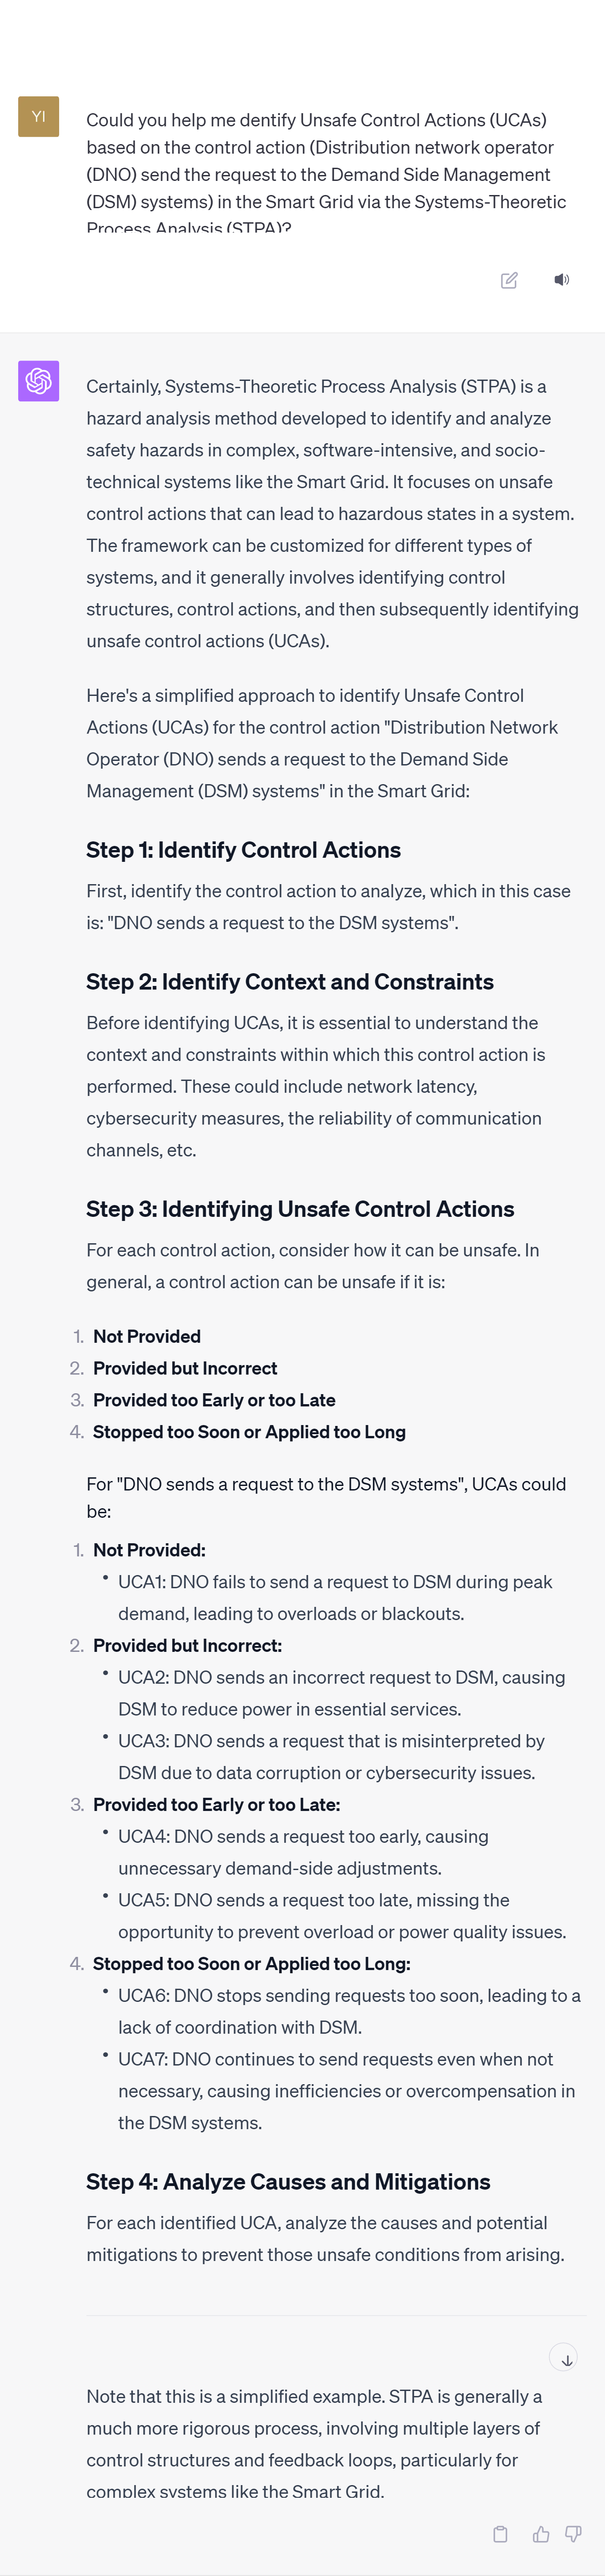 YI
Could you help me dentify Unsafe Control Actions (UCAs)
based on the control action (Distribution network operator
(DNO) send the request to the Demand Side Management
(DSM) systems) in the Smart Grid via the Systems-Theoretic
Process Analysis (STPA)?
Certainly, Systems-Theoretic Process Analysis (STPA) is a
hazard analysis method developed to identify and analyze
safety hazards in complex, software-intensive, and socio-
technical systems like the Smart Grid. It focuses on unsafe
control actions that can lead to hazardous states in a system.
The framework can be customized for different types of
systems, and it generally involves identifying control
structures, control actions, and then subsequently identifying
unsafe control actions (UCAs).
Here's a simplified approach to identify Unsafe Control
Actions (UCAs) for the control action "Distribution Network
Operator (DNO) sends a request to the Demand Side
Management (DSM) systems" in the Smart Grid:
Step 1: Identify Control Actions
First, identify the control action to analyze, which in this case
is: "DNO sends a request to the DSM systems".
Step 2: Identify Context and Constraints
Before identifying UCAs, it is essential to understand the
context and constraints within which this control action is
performed. These could include network latency,
cybersecurity measures, the reliability of communication
channels, etc.
Step 3: Identifying Unsafe Control Actions
For each control action, consider how it can be unsafe. In
general, a control action can be unsafe if it is:
1. Not Provided
2. Provided but Incorrect
3. Provided too Early or too Late
4. Stopped too Soon or Applied too Long
For "DNO sends a request to the DSM systems", UCAs could
be:
1. Not Provided:
• UCA1: DNO fails to send a request to DSM during peak
demand, leading to overloads or blackouts.
2. Provided but Incorrect:
• UCA2: DNO sends an incorrect request to DSM, causing
DSM to reduce power in essential services.
• UCA3: DNO sends a request that is misinterpreted by
DSM due to data corruption or cybersecurity issues.
3. Provided too Early or too Late:
• UCA4: DNO sends a request too early, causing
unnecessary demand-side adjustments.
• UCA5: DNO sends a request too late, missing the
opportunity to prevent overload or power quality issues.
4. Stopped too Soon or Applied too Long:
• UCA6: DNO stops sending requests too soon, leading to a
lack of coordination with DSM.
• UCA7: DNO continues to send requests even when not
necessary, causing inefficiencies or overcompensation in
the DSM systems.
Step 4: Analyze Causes and Mitigations
For each identified UCA, analyze the causes and potential
mitigations to prevent those unsafe conditions from arising.
Note that this is a simplified example. STPA is generally a
much more rigorous process, involving multiple layers of
control structures and feedback loops, particularly for
complex systems like the Smart Grid.